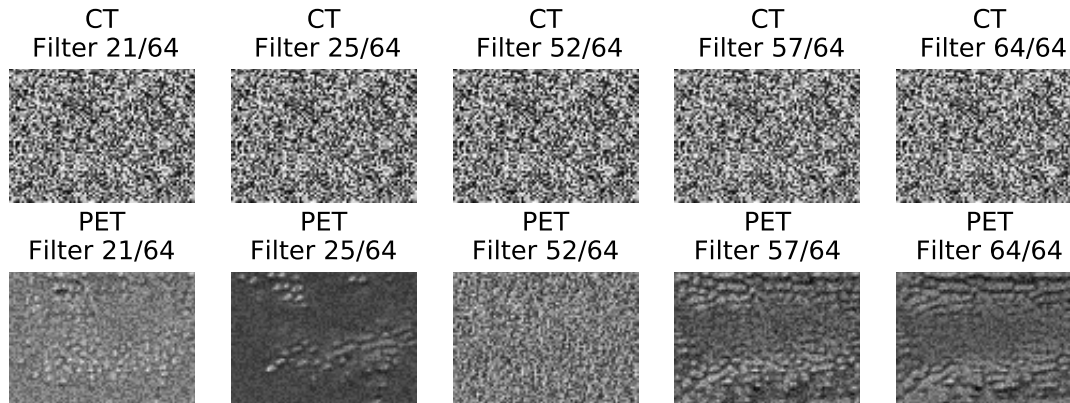 CT
Filter 21/64
CT
Filter 25/64
CT
Filter 52/64
CT
Filter 57/64
CT
Filter 64/64
PET
Filter 21/64
PET
Filter 25/64
PET
Filter 52/64
PET
Filter 57/64
PET
Filter 64/64